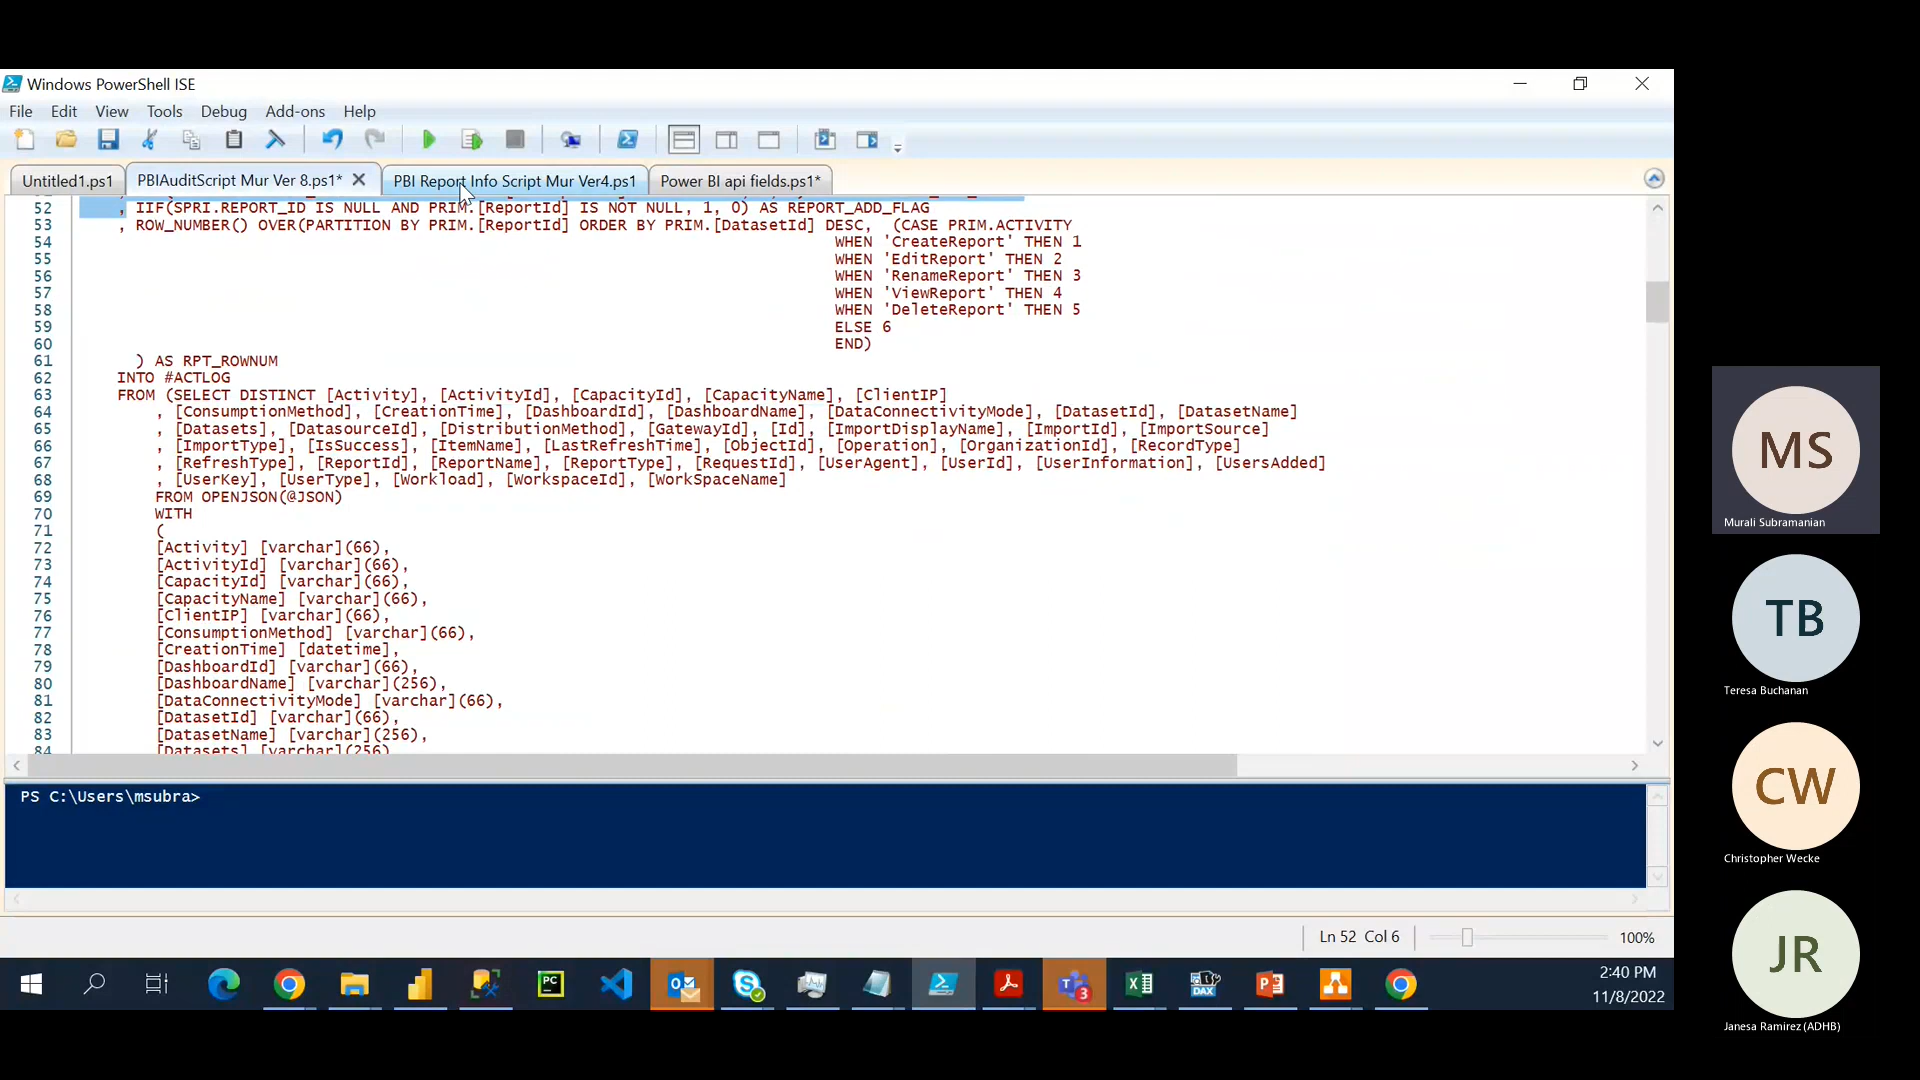 Windows PowerShell ISE
File Edit View Tools Debug Add-ons Help
Untitled1.ps1 PBIAuditScript Mur Ver 8.ps1* PBI Report Info Script Mur Ver4.ps1 Power BI api fields.ps1*
52 , IIF(SPRI.REPORT_ID IS NULL AND PRIM.[ReportId] IS NOT NULL, 1, 0) AS REPORT_ADD_FLAG
53 , ROW_NUMBER() OVER(PARTITION BY PRIM.[ReportId] ORDER BY PRIM.[DatasetId] DESC, (CASE PRIM.ACTIVITY
54 WHEN 'CreateReport' THEN 1
55 WHEN 'EditReport' THEN 2
56 WHEN 'RenameReport' THEN 3
57 WHEN 'ViewReport' THEN 4
58 WHEN 'DeleteReport' THEN 5
59 ELSE 6
60 END)
61 ) AS RPT_ROWNUM
62 INTO #ACTLOG
63 FROM (SELECT DISTINCT [Activity], [ActivityId], [CapacityId], [CapacityName], [ClientIP]
64 , [ConsumptionMethod], [CreationTime], [DashboardId], [DashboardName], [DataConnectivityMode], [DatasetId], [DatasetName]
65 , [Datasets], [DatasourceId], [DistributionMethod], [GatewayId], [Id], [ImportDisplayName], [ImportId], [ImportSource]
66 , [ImportType], [IsSuccess], [ItemName], [LastRefreshTime], [ObjectId], [Operation], [OrganizationId], [RecordType]
67 , [RefreshType], [ReportId], [ReportName], [ReportType], [RequestId], [UserAgent], [UserId], [UserInformation], [UsersAdded]
68 , [UserKey], [UserType], [Workload], [WorkspaceId], [WorkSpaceName]
69 FROM OPENJSON(@JSON)
70 WITH
71 (
72 [Activity] [varchar](66),
73 [ActivityId] [varchar](66),
74 [CapacityId] [varchar](66),
75 [CapacityName] [varchar](66),
76 [ClientIP] [varchar](66),
77 [ConsumptionMethod] [varchar](66),
78 [CreationTime] [datetime],
79 [DashboardId] [varchar](66),
80 [DashboardName] [varchar](256),
81 [DataConnectivityMode] [varchar](66),
82 [DatasetId] [varchar](66),
83 [DatasetName] [varchar](256),
84 [Datasets] [varchar](256)
PS C:\Users\msubra>
Ln 52 Col 6 100%
2:40 PM
11/8/2022
MS
Murali Subramanian
TB
Teresa Buchanan
CW
Christopher Wecke
JR
Janesa Ramirez (ADHB)